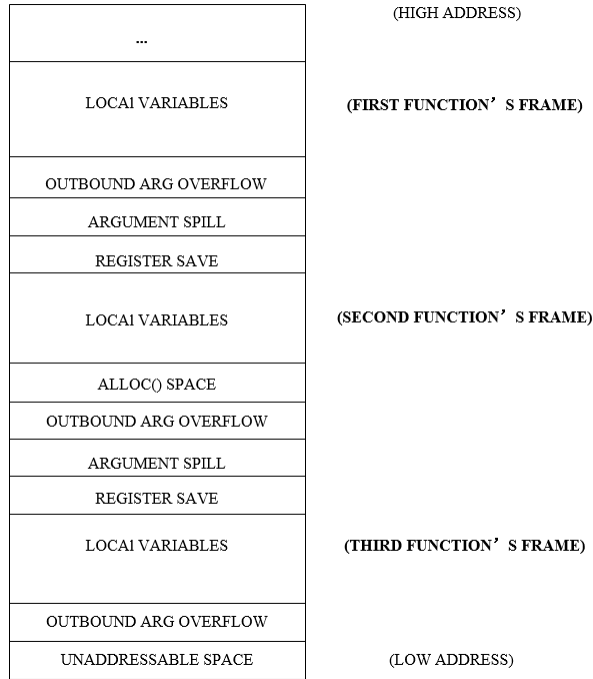 (HIGH ADDRESS)
...
LOCAl VARIABLES
(FIRST FUNCTION’S FRAME)
OUTBOUND ARG OVERFLOW
ARGUMENT SPILL
REGISTER SAVE
LOCAl VARIABLES
(SECOND FUNCTION’S FRAME)
ALLOC() SPACE
OUTBOUND ARG OVERFLOW
ARGUMENT SPILL
REGISTER SAVE
LOCAl VARIABLES
(THIRD FUNCTION’S FRAME)
OUTBOUND ARG OVERFLOW
UNADDRESSABLE SPACE
(LOW ADDRESS)